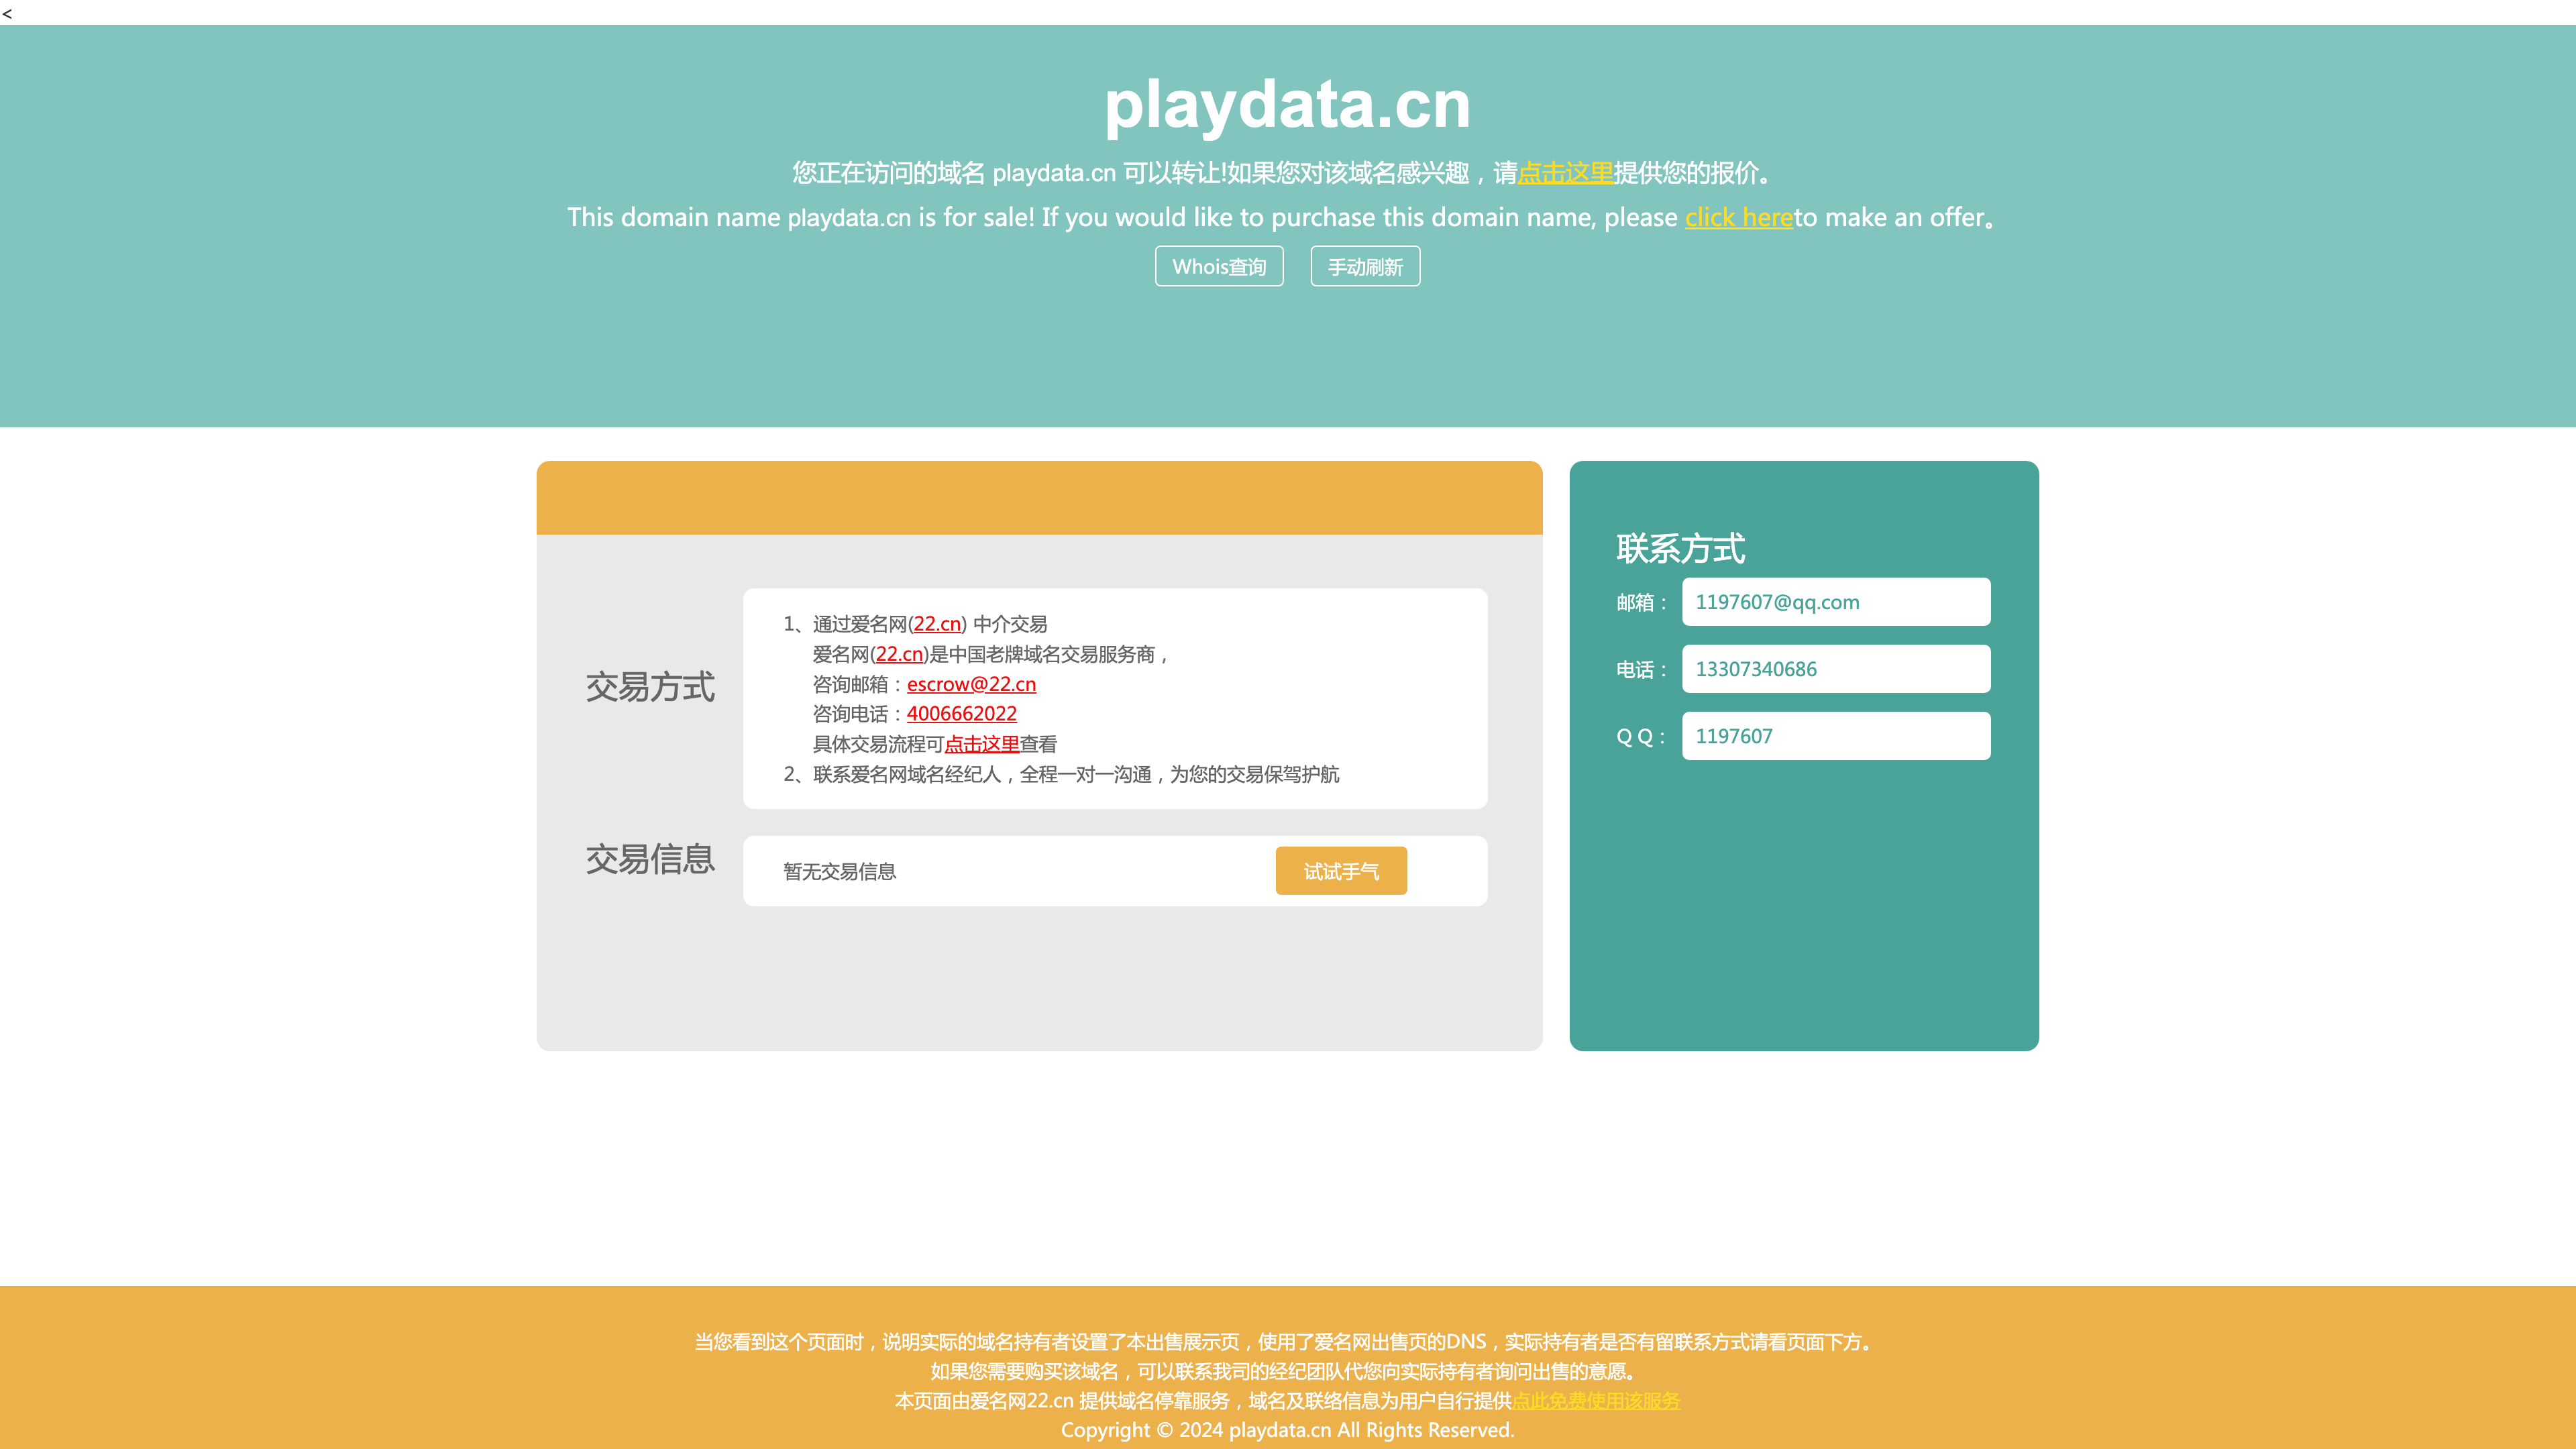 <
playdata.cn
您正在访问的域名 playdata.cn 可以转让!如果您对该域名感兴趣，请点击这里提供您的报价。
This domain name playdata.cn is for sale! If you would like to purchase this domain name, please click hereto make an offer。
Whois查询 手动刷新
交易方式
1、通过爱名网(22.cn) 中介交易
爱名网(22.cn)是中国老牌域名交易服务商，
咨询邮箱：escrow@22.cn
咨询电话：4006662022
具体交易流程可点击这里查看
2、联系爱名网域名经纪人，全程一对一沟通，为您的交易保驾护航
交易信息
暂无交易信息 试试手气
联系方式
邮箱： 1197607@qq.com
电话： 13307340686
Q Q： 1197607
当您看到这个页面时，说明实际的域名持有者设置了本出售展示页，使用了爱名网出售页的DNS，实际持有者是否有留联系方式请看页面下方。
如果您需要购买该域名，可以联系我司的经纪团队代您向实际持有者询问出售的意愿。
本页面由爱名网22.cn 提供域名停靠服务，域名及联络信息为用户自行提供点此免费使用该服务
Copyright © 2024 playdata.cn All Rights Reserved.